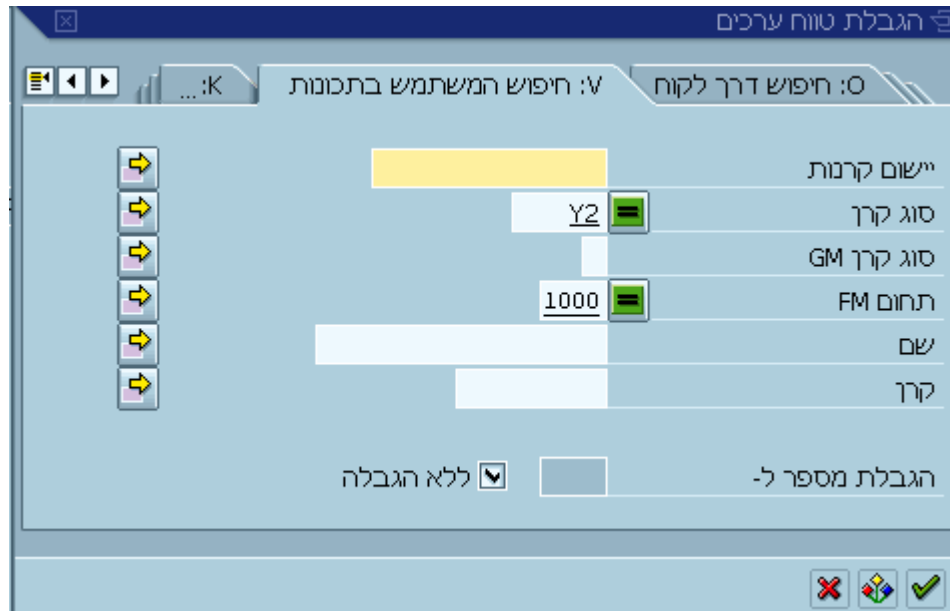 הגבלת טווח ערכים
O: חיפוש דרך לקוח
V: חיפוש המשתמש בתכונות
K: ...
יישום קרנות
סוג קרן Y2
סוג קרן GM
תחום FM 1000
שם
קרן
הגבלת מספר ל- ללא הגבלה